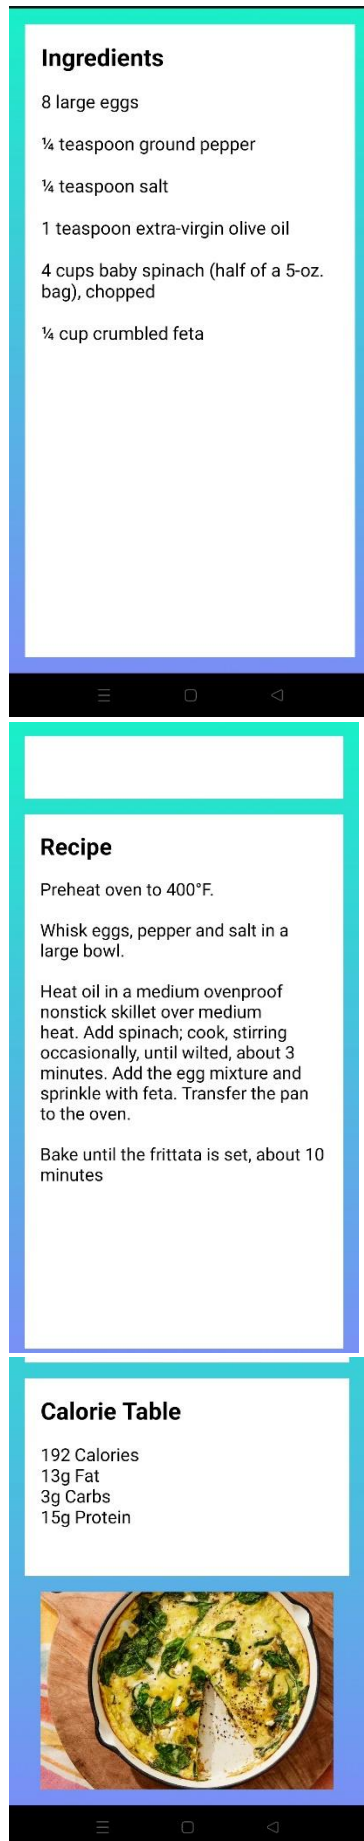 Ingredients
8 large eggs
¼ teaspoon ground pepper
¼ teaspoon salt
1 teaspoon extra-virgin olive oil
4 cups baby spinach (half of a 5-oz.
bag), chopped
¼ cup crumbled feta
Recipe
Preheat oven to 400°F.
Whisk eggs, pepper and salt in a
large bowl.
Heat oil in a medium ovenproof
nonstick skillet over medium
heat. Add spinach; cook, stirring
occasionally, until wilted, about 3
minutes. Add the egg mixture and
sprinkle with feta. Transfer the pan
to the oven.
Bake until the frittata is set, about 10
minutes
Calorie Table
192 Calories
13g Fat
3g Carbs
15g Protein